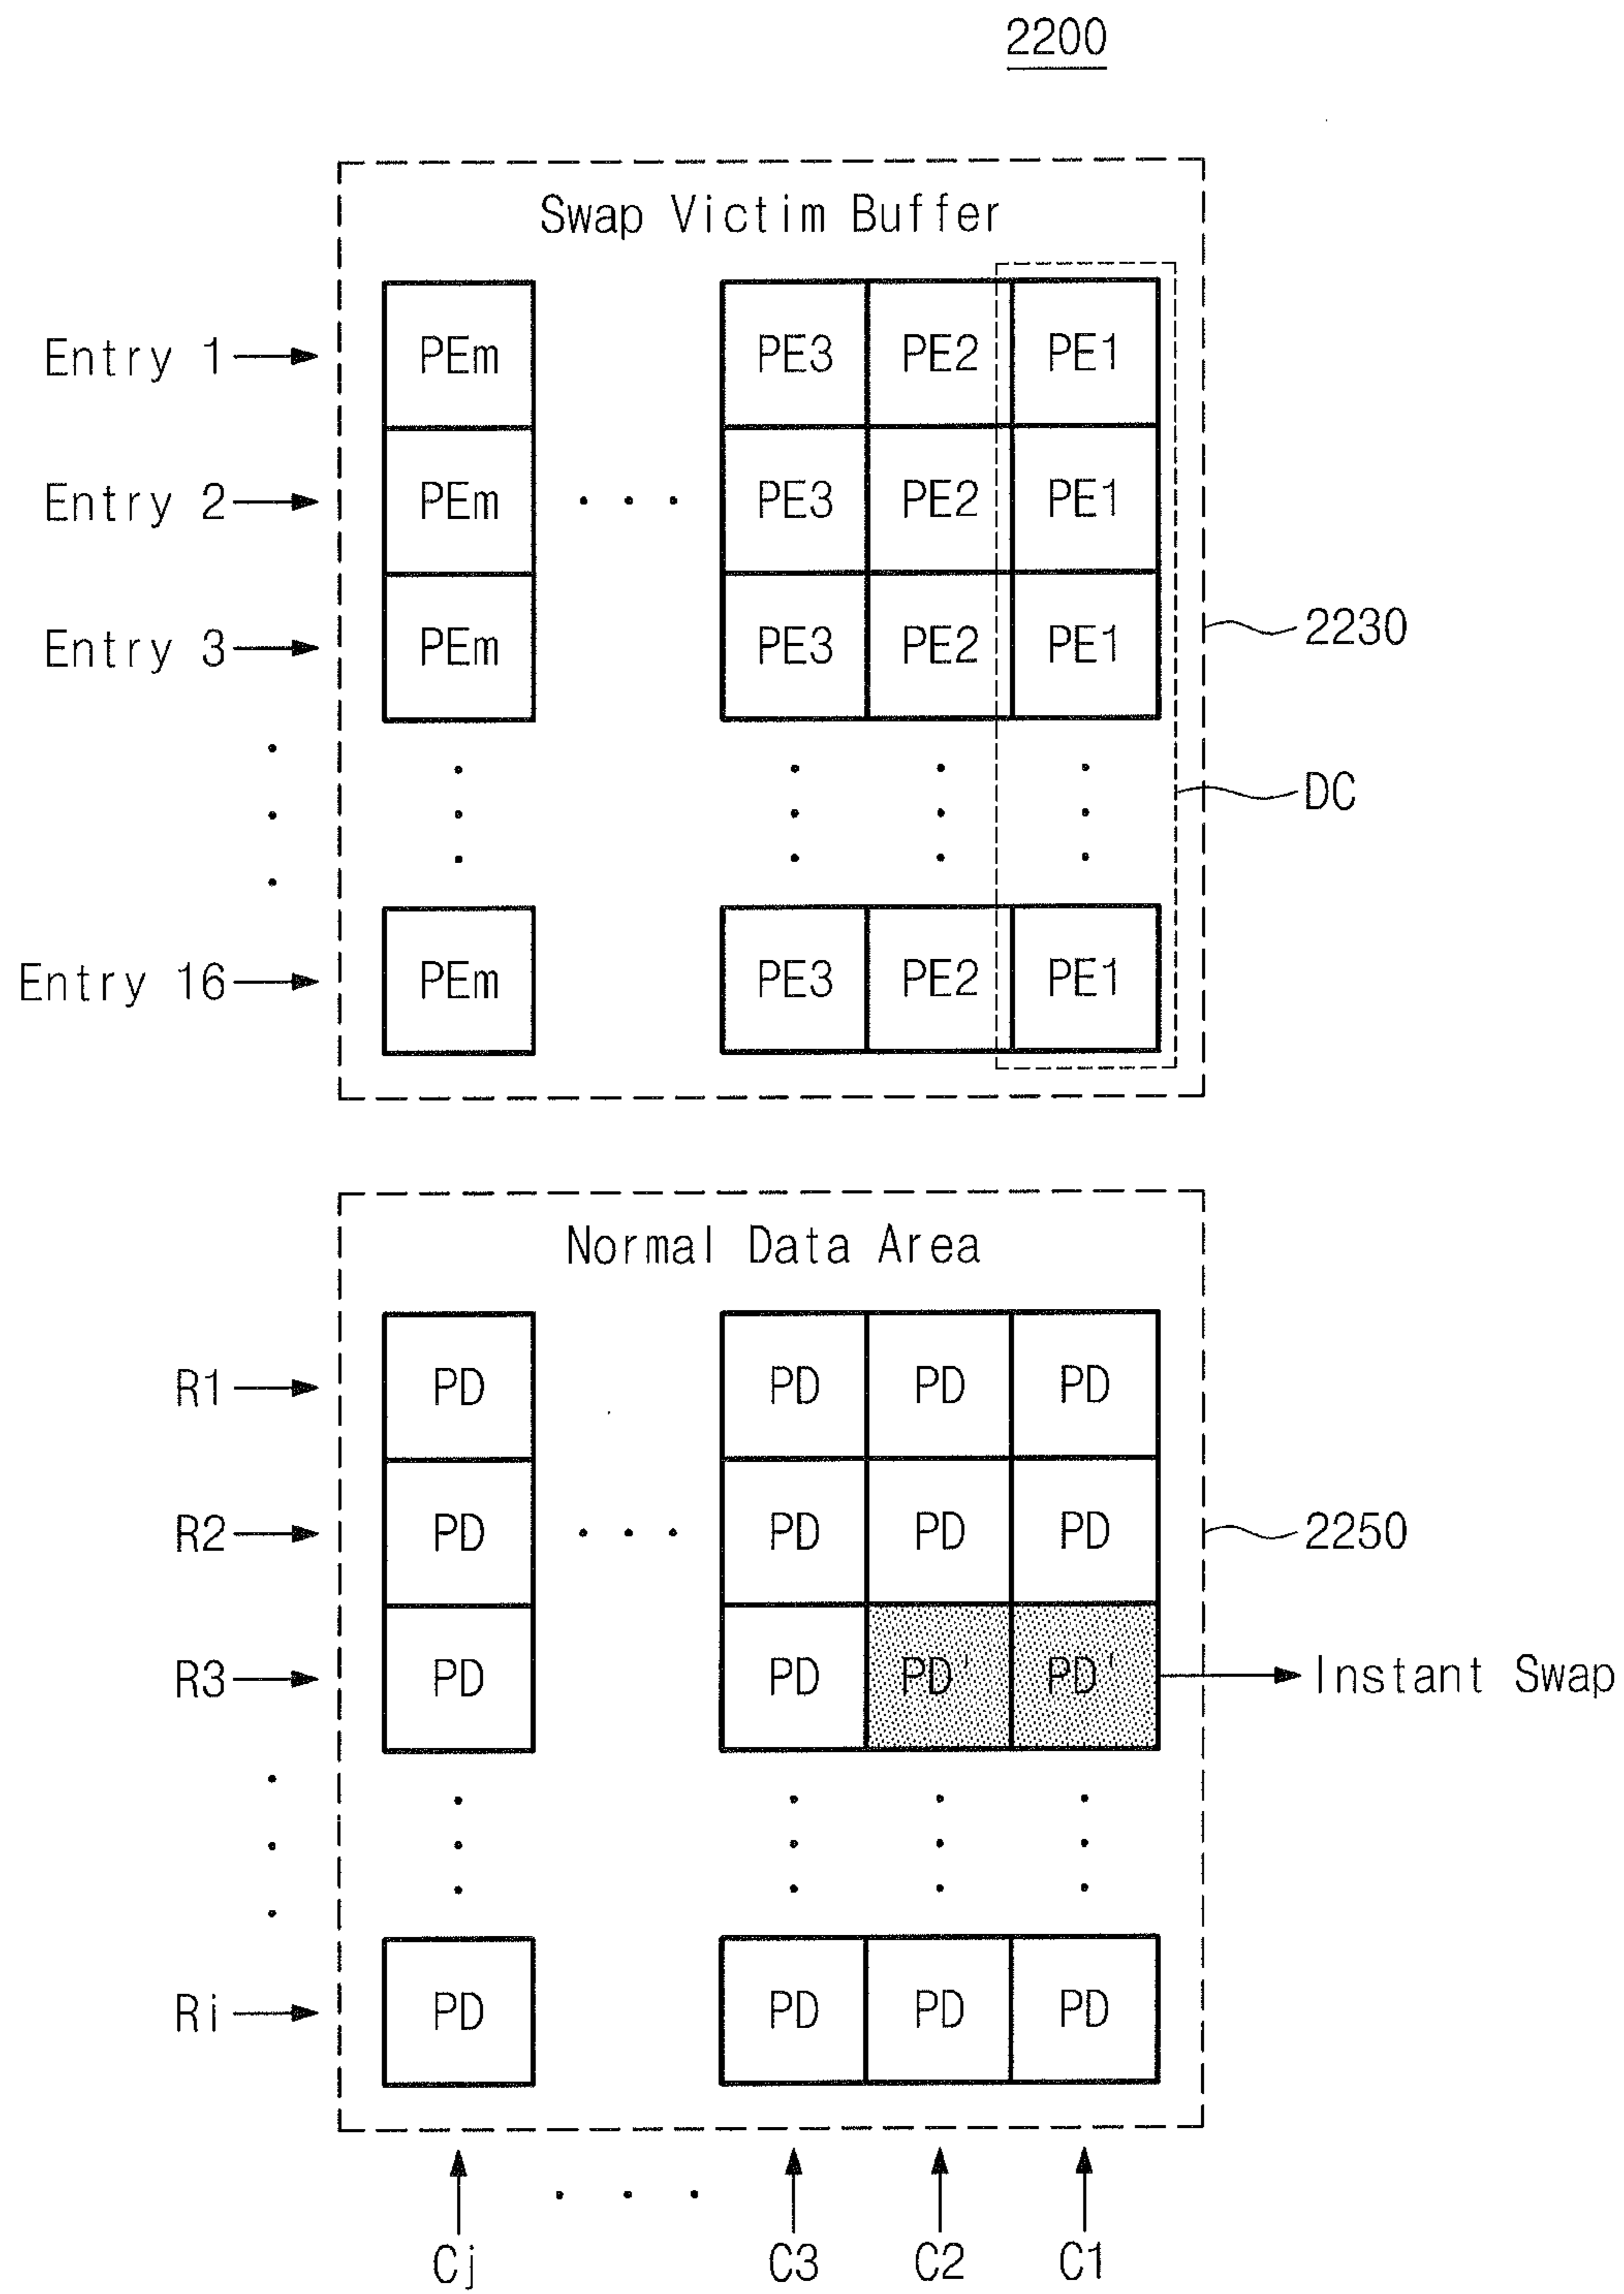 2200
Swap Victim Buffer
Entry 1 PEm PE3 PE2 PE1
Entry 2 PEm . . . PE3 PE2 PE1
Entry 3 PEm PE3 PE2 PE1
2230
DC
Entry 16 PEm PE3 PE2 PE1
Normal Data Area
R1 PD PD PD PD
R2 PD . . . PD PD PD
2250
R3 PD PD PD' PD' Instant Swap
Ri PD PD PD PD
Cj . . . C3 C2 C1